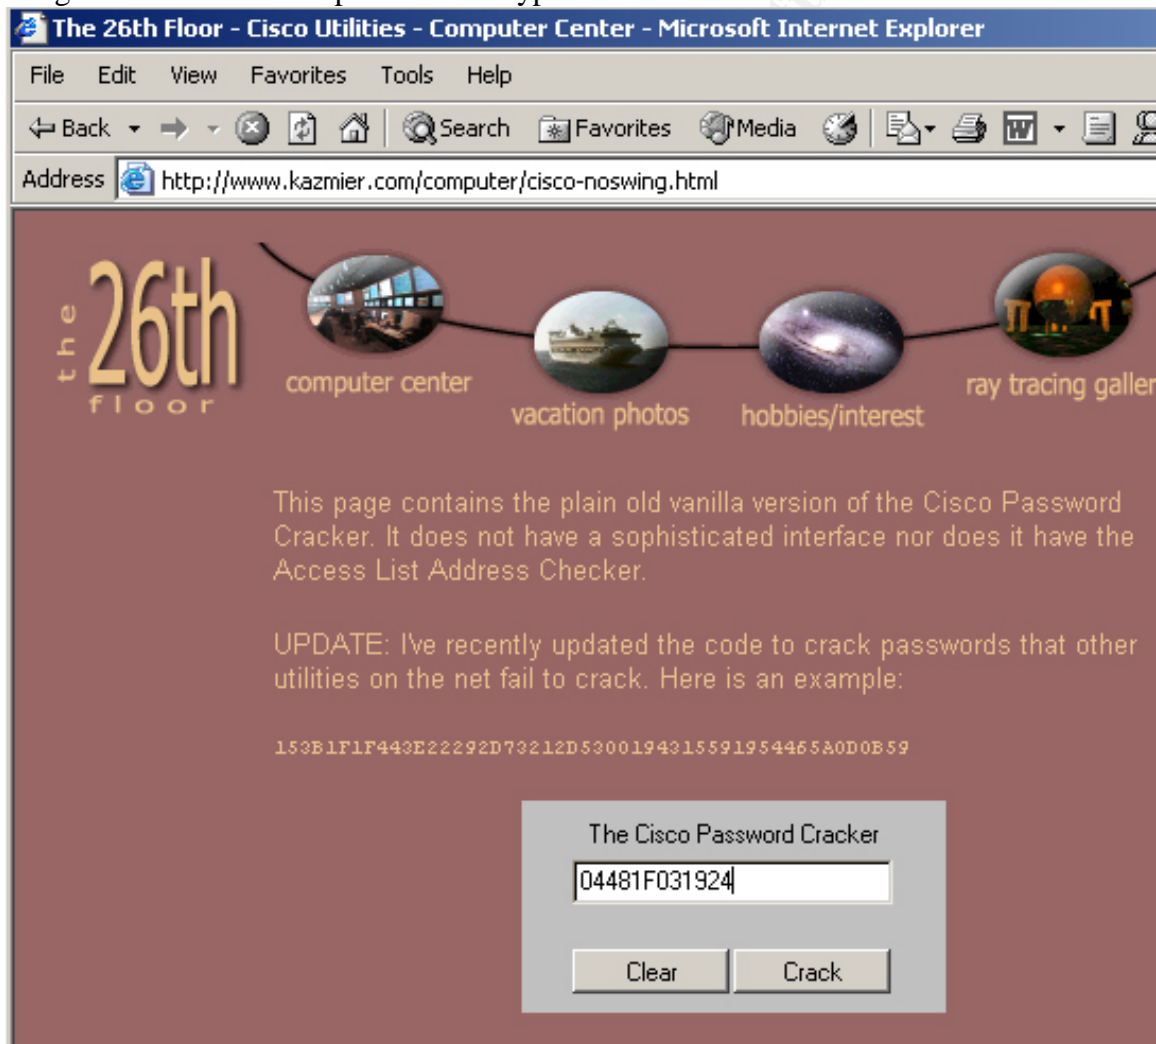 The 26th Floor - Cisco Utilities - Computer Center - Microsoft Internet Explorer
File Edit View Favorites Tools Help
Back Search Favorites Media
Address http://www.kazmier.com/computer/cisco-noswing.html
the 26th floor
computer center
vacation photos
hobbies/interest
ray tracing galler
This page contains the plain old vanilla version of the Cisco Password
Cracker. It does not have a sophisticated interface nor does it have the
Access List Address Checker.
UPDATE: I've recently updated the code to crack passwords that other
utilities on the net fail to crack. Here is an example:
153B1F1F443E22292D73212D5300194315591954465A0D0B59
The Cisco Password Cracker
04481F031924
Clear Crack